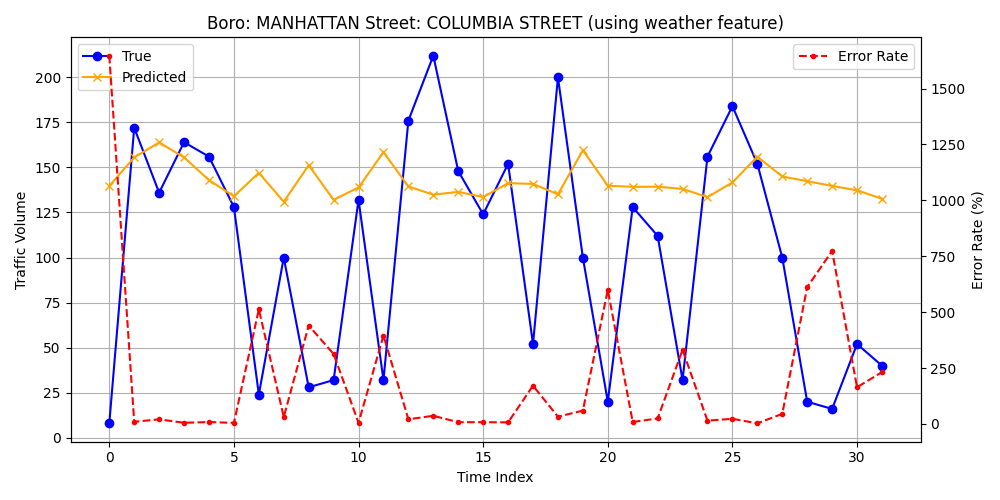 Boro: MANHATTAN Street: COLUMBIA STREET (using weather feature)
True
Predicted
Error Rate
Traffic Volume
200
175
150
125
100
75
50
25
0
Error Rate (%)
1500
1250
1000
750
500
250
0
0 5 10 15 20 25 30
Time Index